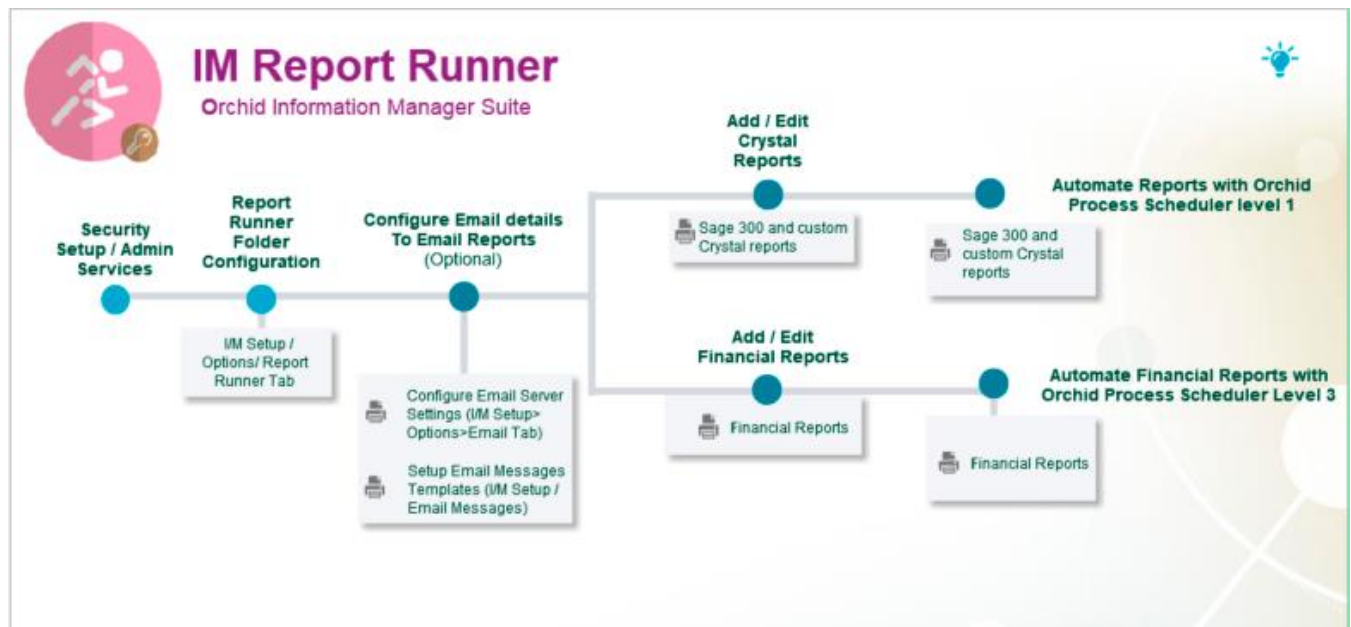 IM Report Runner
Orchid Information Manager Suite
Security
Setup / Admin
Services
Report
Runner
Folder
Configuration
I/M Setup /
Options/ Report
Runner Tab
Configure Email details
To Email Reports
(Optional)
Configure Email Server
Settings (I/M Setup>
Options>Email Tab)
Setup Email Messages
Templates (I/M Setup /
Email Messages)
Add / Edit
Crystal
Reports
Sage 300 and custom
Crystal reports
Automate Reports with Orchid
Process Scheduler level 1
Sage 300 and
custom Crystal
reports
Add / Edit
Financial Reports
Financial Reports
Automate Financial Reports with
Orchid Process Scheduler Level 3
Financial Reports